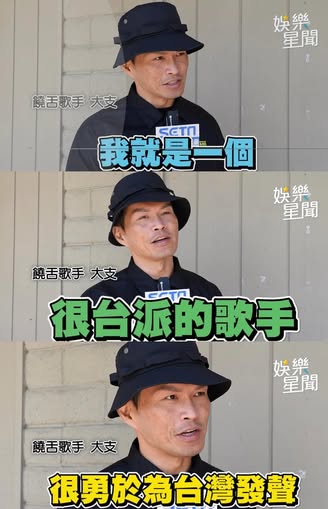 娛樂
星聞
饒舌歌手 大支
SETN
我就是一個
娛樂
星聞
饒舌歌手 大支
SETN
很台派的歌手
娛樂
星聞
饒舌歌手 大支
很勇於為台灣發聲